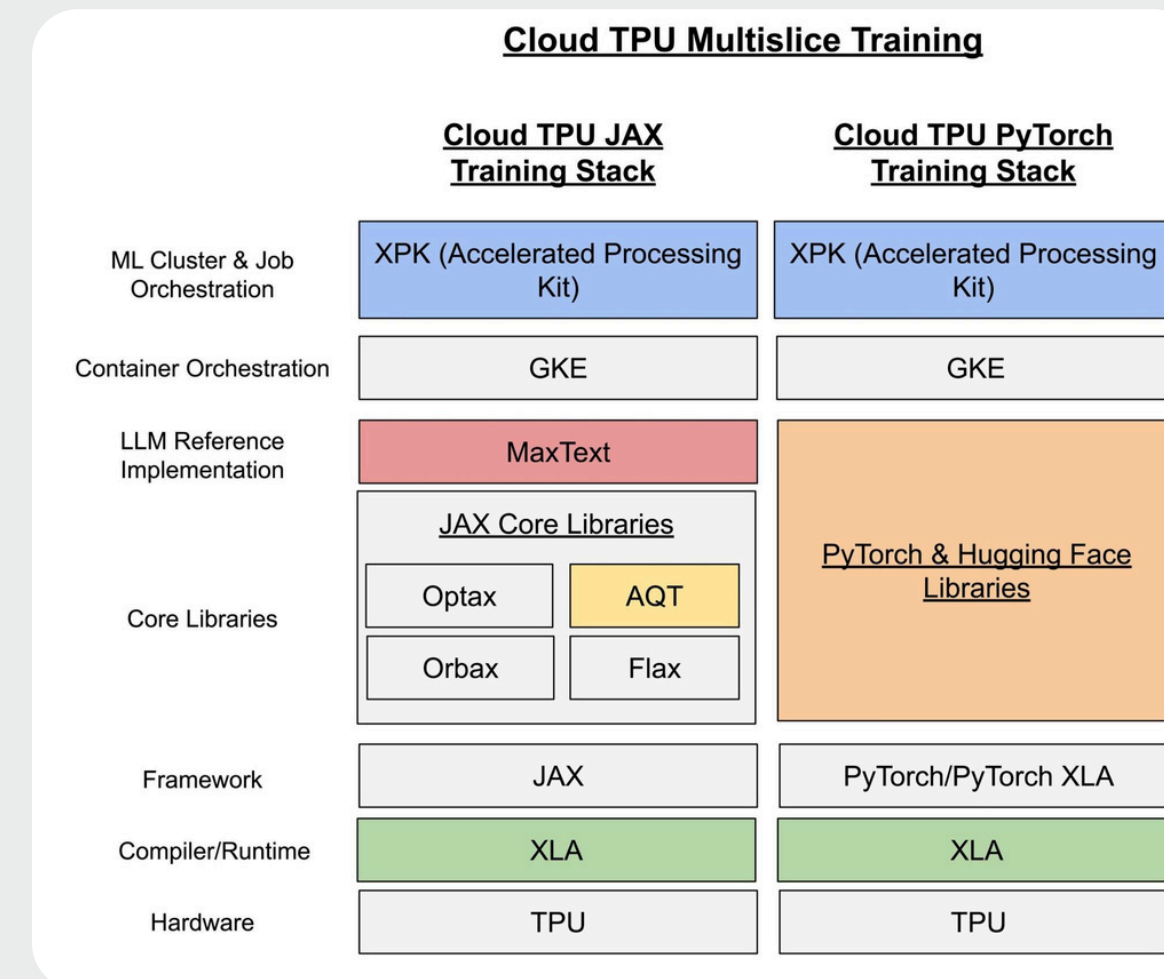 Cloud TPU Multislice Training
Cloud TPU JAX
Training Stack
Cloud TPU PyTorch
Training Stack
ML Cluster & Job
Orchestration
XPK (Accelerated Processing
Kit)
XPK (Accelerated Processing
Kit)
Container Orchestration
GKE
GKE
LLM Reference
Implementation
MaxText
JAX Core Libraries
PyTorch & Hugging Face
Libraries
Core Libraries
Optax
AQT
Orbax
Flax
Framework
JAX
PyTorch/PyTorch XLA
Compiler/Runtime
XLA
XLA
Hardware
TPU
TPU